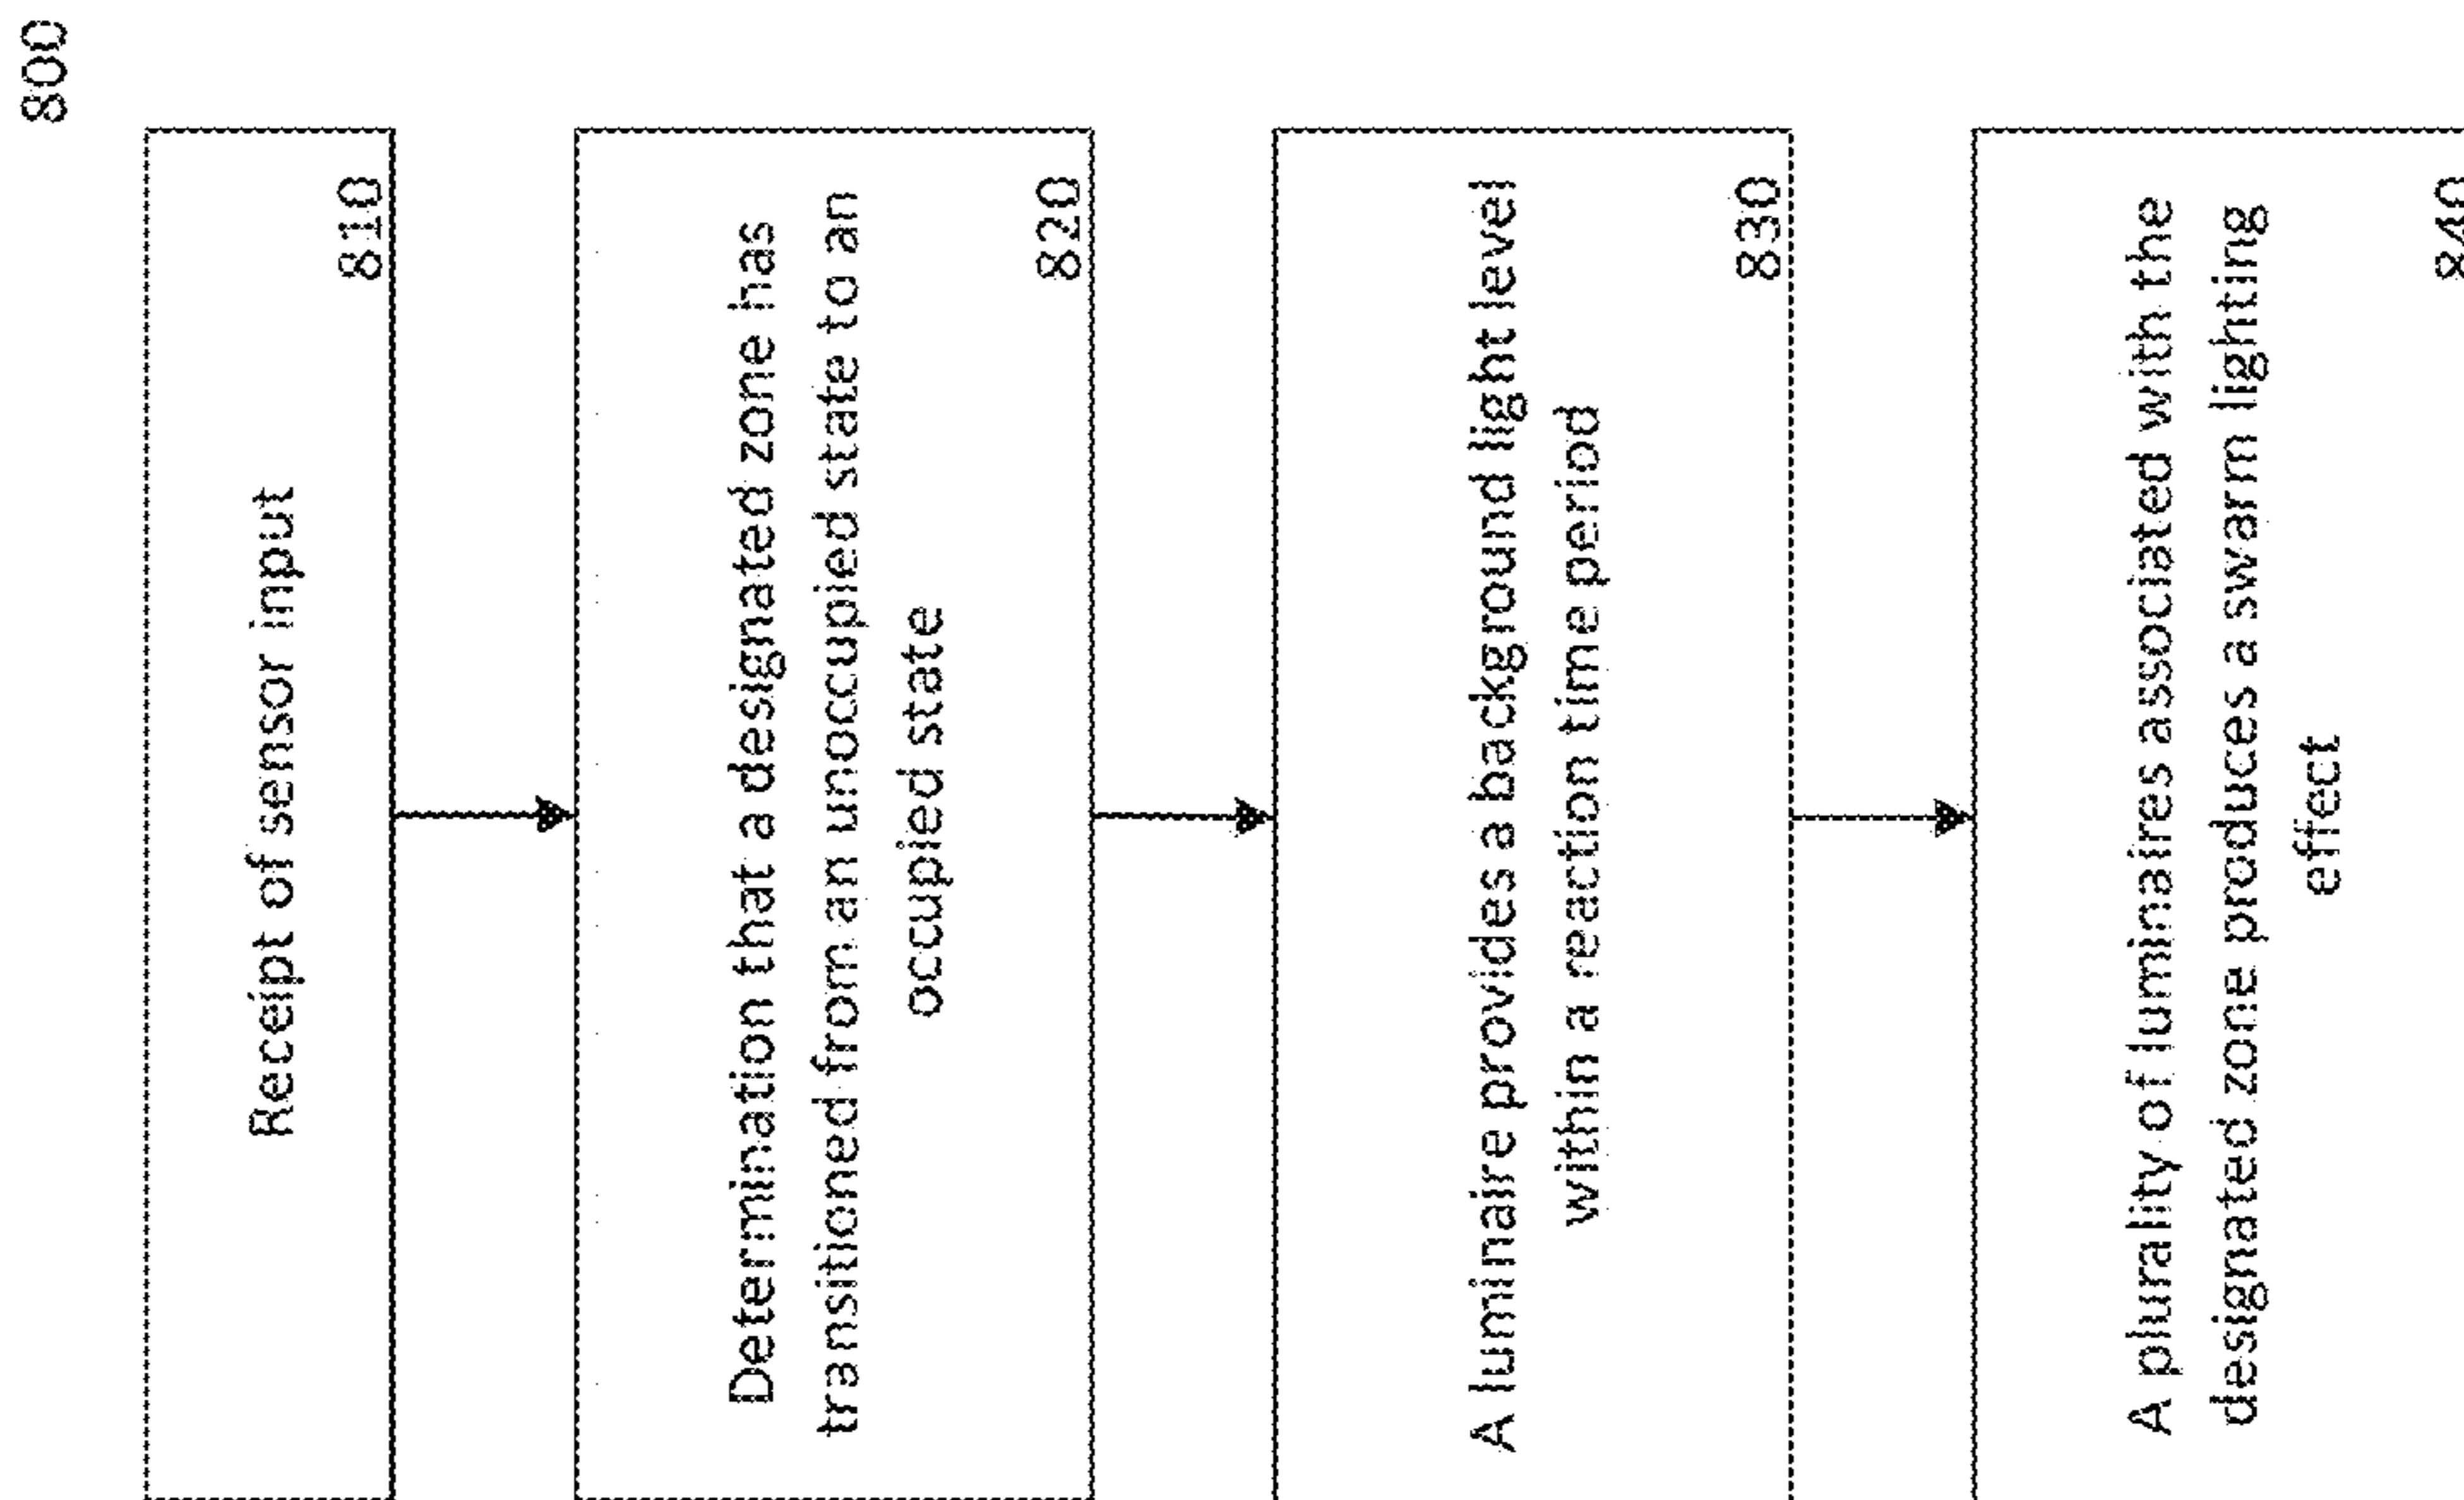 800
Receipt of sensor input
810
Determination that a designated zone has
transitioned from an unoccupied state to an
occupied state
820
A luminaire provides a background light level
within a reaction time period
830
A plurality of luminaires associated with the
designated zone produces a swarm lighting
effect
840